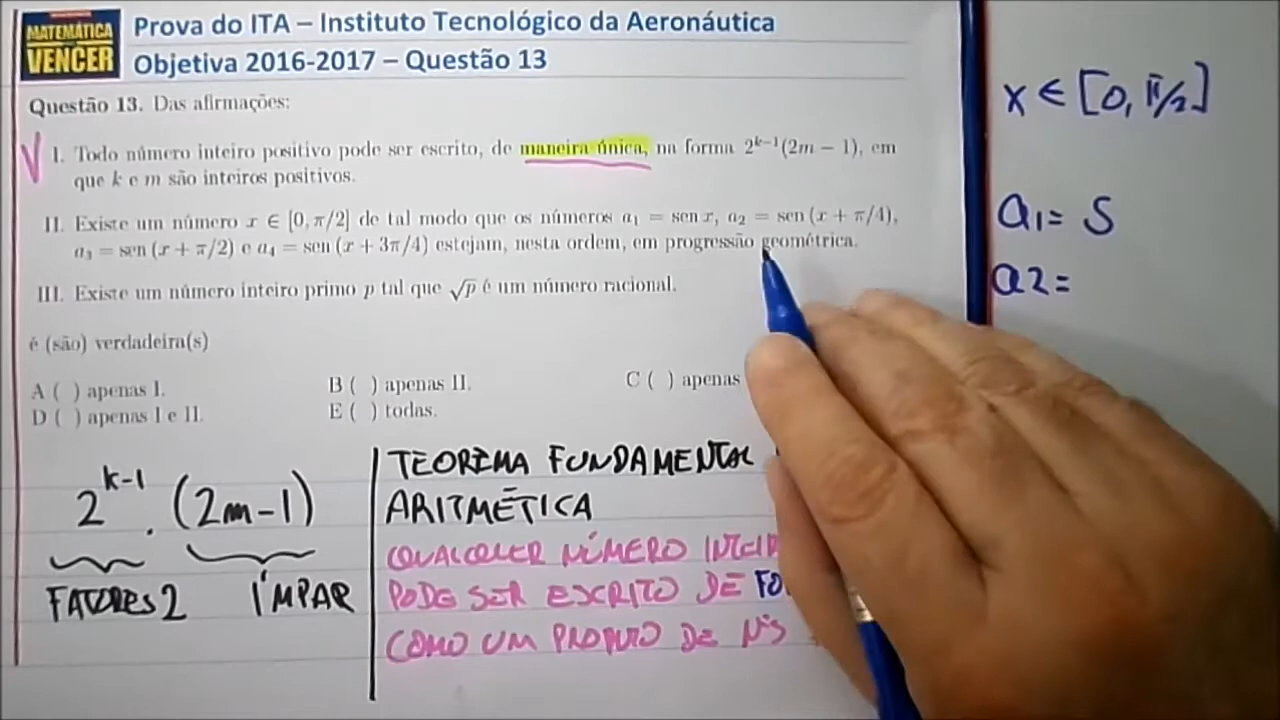 MATEMÁTICA
VENCER
Prova do ITA – Instituto Tecnológico da Aeronáutica
Objetiva 2016-2017 – Questão 13
Questão 13. Das afirmações:
V I. Todo número inteiro positivo pode ser escrito, de maneira única, na forma 2^{k-1}(2m − 1), em
que k e m são inteiros positivos.
II. Existe um número x ∈ [0, π/2] de tal modo que os números a₁ = sen x, a₂ = sen (x + π/4),
a₃ = sen (x + π/2) e a₄ = sen (x + 3π/4) estejam, nesta ordem, em progressão geométrica.
III. Existe um número inteiro primo p tal que √p é um número racional.
é (são) verdadeira(s)
A ( ) apenas I.
B ( ) apenas II.
C ( ) apenas
D ( ) apenas I e II.
E ( ) todas.
x ∈ [0, π/2]
a1 = S
a2 =
2^{k-1} . (2m-1)
FATORES 2
ÍMPAR
TEOREMA FUNDAMENTAL
ARITMÉTICA
QUALQUER NÚMERO
PODE SER ESCRITO DE FO
COMO UM PRODUTO DE Nºs